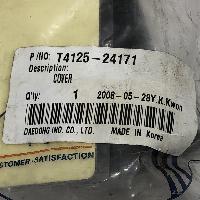 P/NO: T4125-24171
Description:
COVER
Q'ty: 1 2008-05-28Y.K.Kwon
DAEDONG IND. CO., LTD. MADE IN Korea
CUSTOMER-SATISFACTION